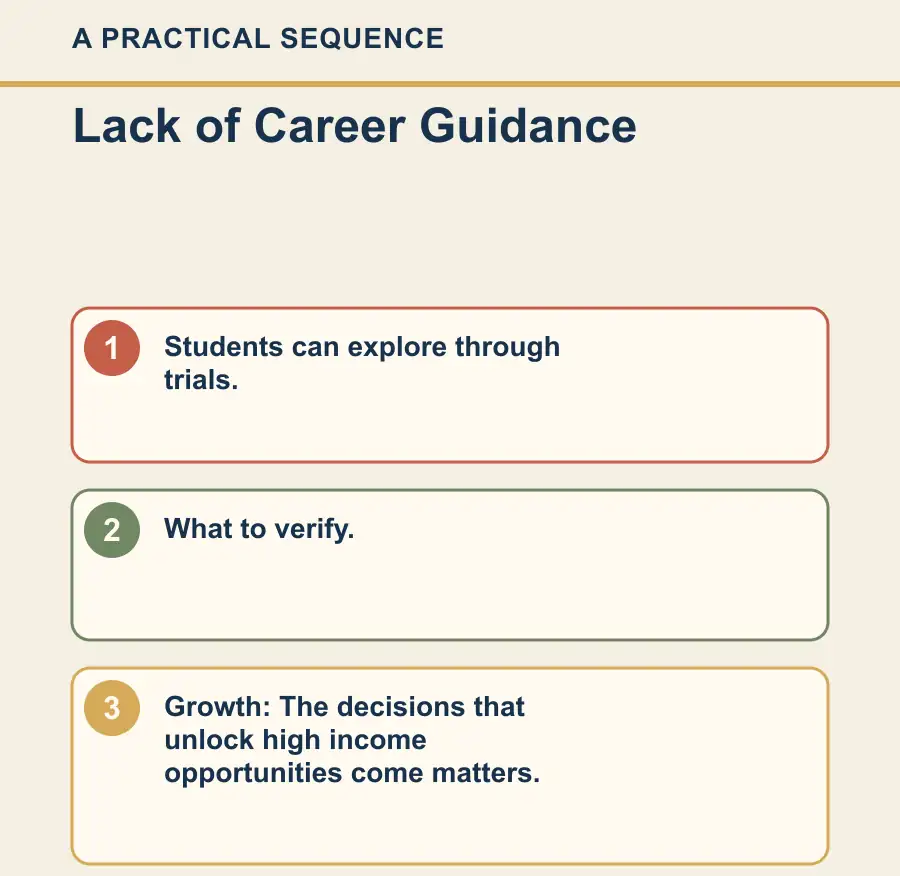 A PRACTICAL SEQUENCE
Lack of Career Guidance
1
Students can explore through
trials.
2
What to verify.
3
Growth: The decisions that
unlock high income
opportunities come matters.